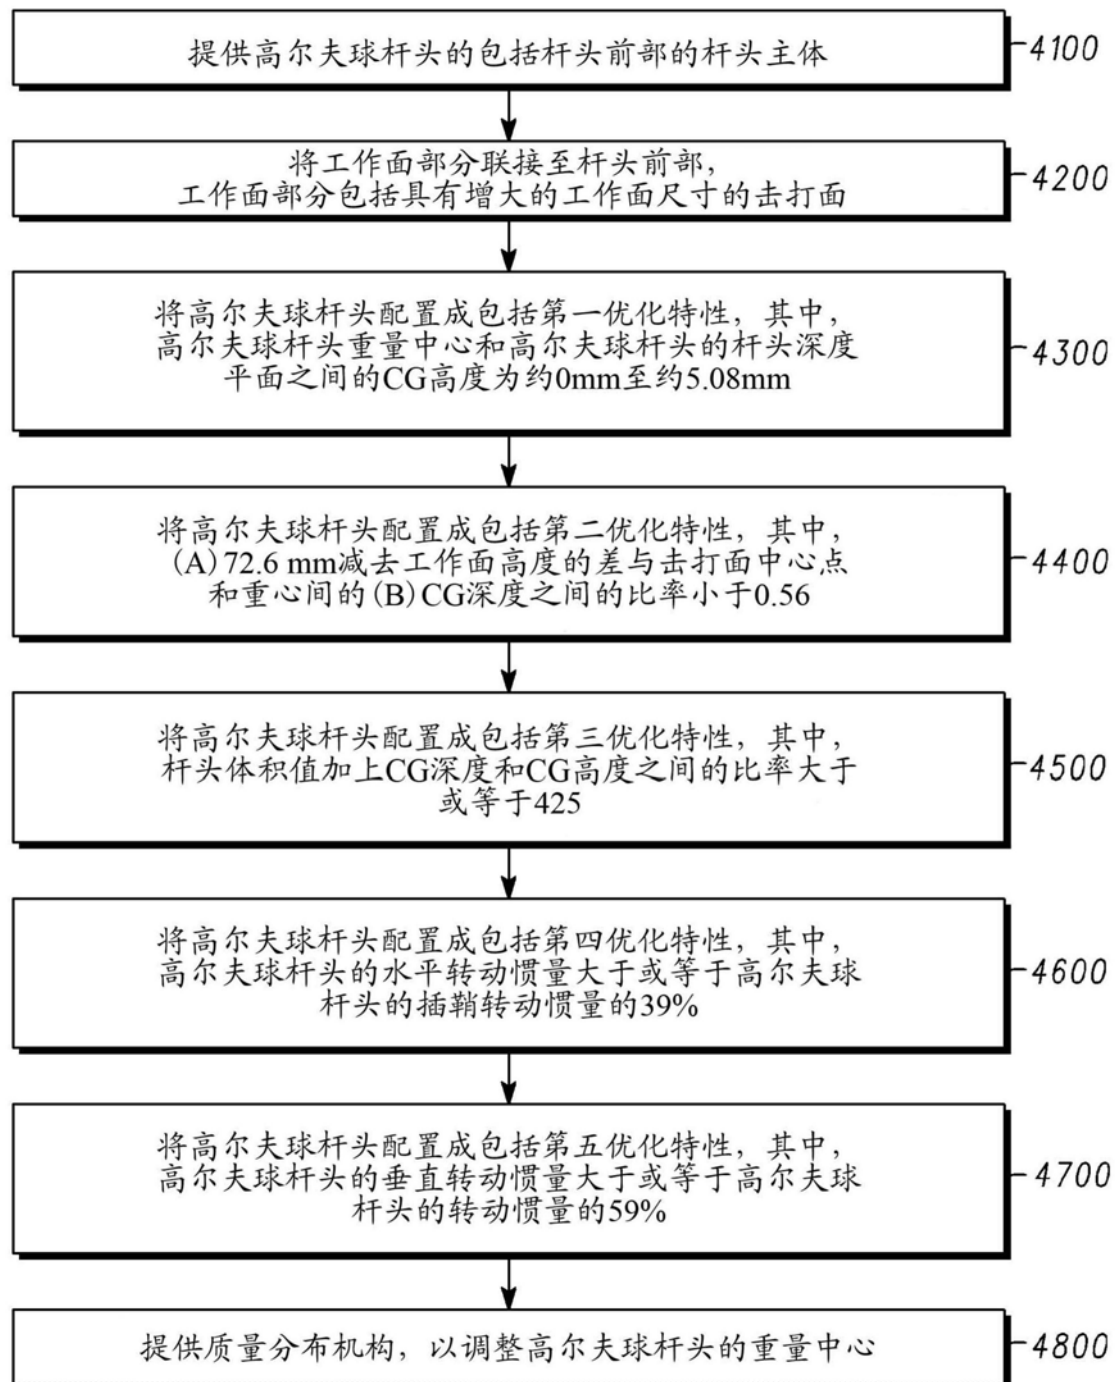 提供高尔夫球杆头的包括杆头前部的杆头主体
4100
将工作面部分联接至杆头前部，
工作面部分包括具有增大的工作面尺寸的击打面
4200
将高尔夫球杆头配置成包括第一优化特性，其中，
高尔夫球杆头重量中心和高尔夫球杆头的杆头深度
平面之间的CG高度为约0mm至约5.08mm
4300
将高尔夫球杆头配置成包括第二优化特性，其中，
(A)72.6 mm减去工作面高度的差与击打面中心点
和重心间的(B)CG深度之间的比率小于0.56
4400
将高尔夫球杆头配置成包括第三优化特性，其中，
杆头体积值加上CG深度和CG高度之间的比率大于
或等于425
4500
将高尔夫球杆头配置成包括第四优化特性，其中，
高尔夫球杆头的水平转动惯量大于或等于高尔夫球
杆头的插鞘转动惯量的39%
4600
将高尔夫球杆头配置成包括第五优化特性，其中，
高尔夫球杆头的垂直转动惯量大于或等于高尔夫球
杆头的转动惯量的59%
4700
提供质量分布机构，以调整高尔夫球杆头的重量中心
4800